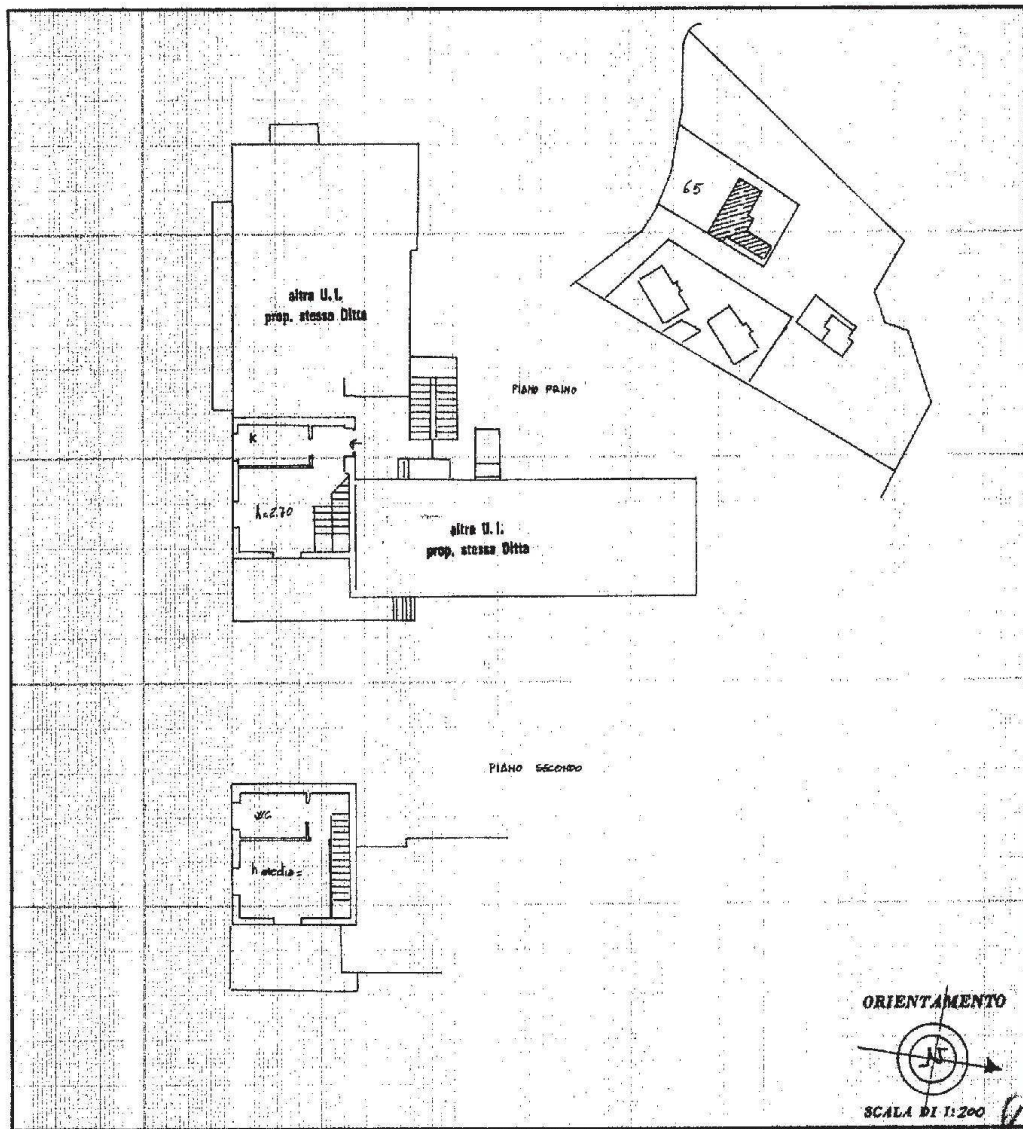 65
altra U.I.
prop. stessa Ditta
PIANO PRIMO
K
h=2.70
altra U.I.
prop. stessa Ditta
PIANO SECONDO
WC
h media=
ORIENTAMENTO
N
SCALA DI 1:200